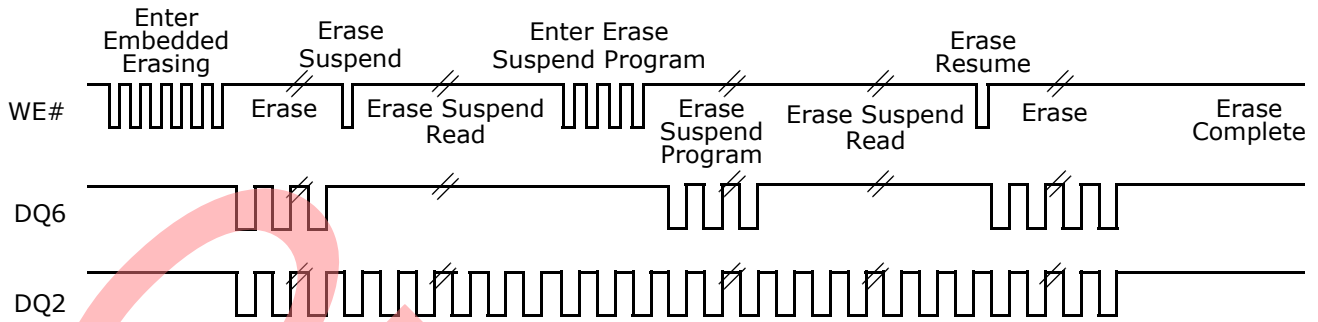 Enter
Embedded
Erasing
Erase
Suspend
Enter Erase
Suspend Program
Erase
Resume
WE#
Erase
Erase Suspend
Read
Erase
Suspend
Program
Erase Suspend
Read
Erase
Erase
Complete
DQ6
DQ2